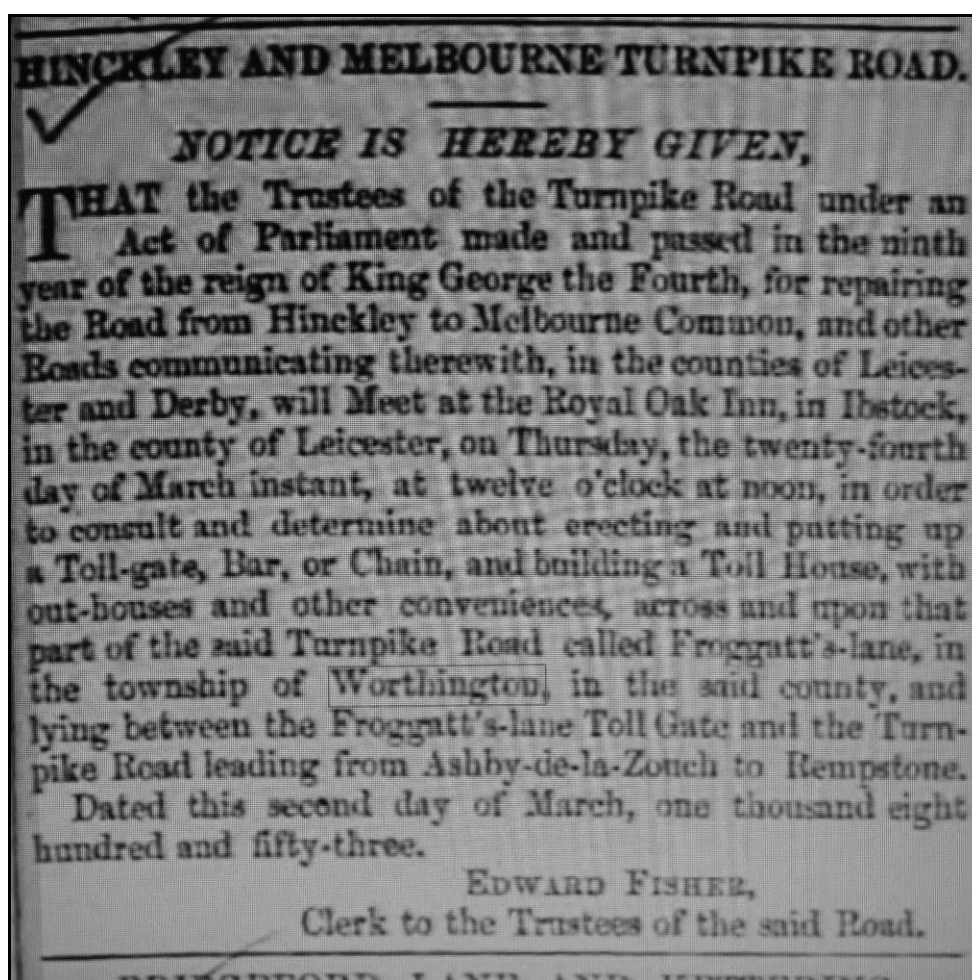 HINCKLEY AND MELBOURNE TURNPIKE ROAD.
NOTICE IS HEREBY GIVEN,
THAT the Trustees of the Turnpike Road under an
Act of Parliament made and passed in the ninth
year of the reign of King George the Fourth, for repairing
the Road from Hinckley to Melbourne Common, and other
Roads communicating therewith, in the counties of Leices-
ter and Derby, will Meet at the Royal Oak Inn, in Ibstock,
in the county of Leicester, on Thursday, the twenty-fourth
day of March instant, at twelve o'clock at noon, in order
to consult and determine about erecting and putting up
a Toll-gate, Bar, or Chain, and building a Toll House, with
out-houses and other conveniences, across and upon that
part of the said Turnpike Road called Froggatt's-lane, in
the township of Worthington, in the said county, and
lying between the Froggatt's-lane Toll Gate and the Turn-
pike Road leading from Ashby-de-la-Zouch to Rempstone.
Dated this second day of March, one thousand eight
hundred and fifty-three.
EDWARD FISHER,
Clerk to the Trustees of the said Road.